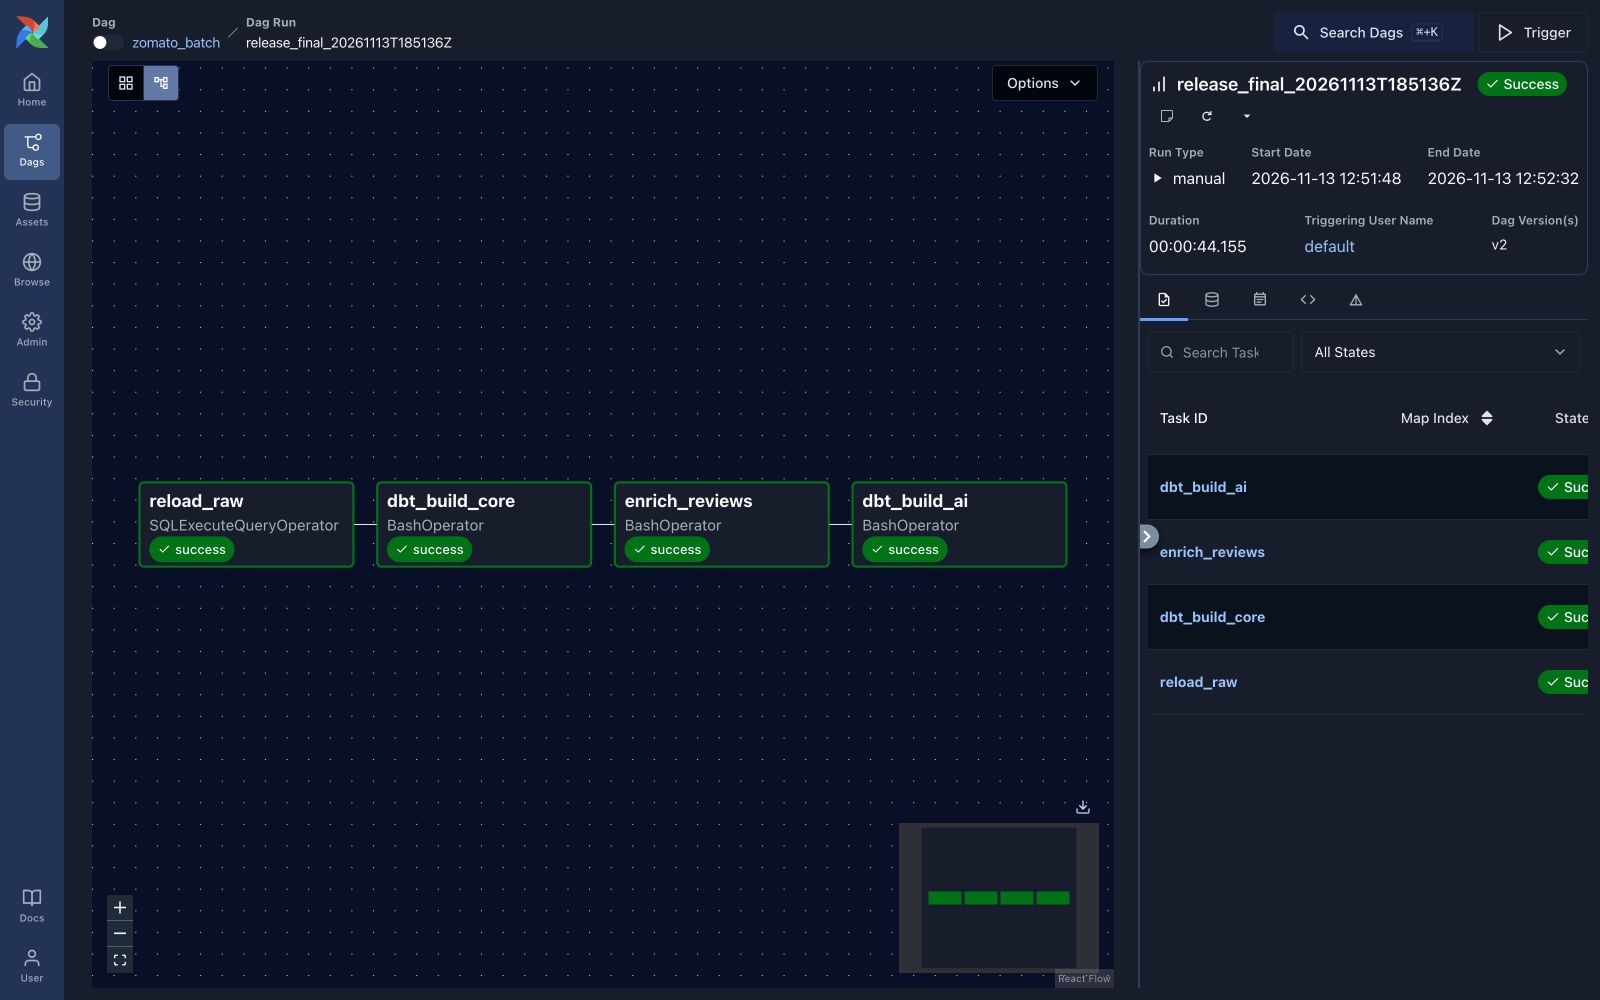 Dag
zomato_batch
Dag Run
release_final_20261113T185136Z
Search Dags
⌘+K
Trigger
Home
Dags
Assets
Browse
Admin
Security
Docs
User
Options
reload_raw
SQLExecuteQueryOperator
success
dbt_build_core
BashOperator
success
enrich_reviews
BashOperator
success
dbt_build_ai
BashOperator
success
React Flow
release_final_20261113T185136Z
Success
Run Type
manual
Start Date
2026-11-13 12:51:48
End Date
2026-11-13 12:52:32
Duration
00:00:44.155
Triggering User Name
default
Dag Version(s)
v2
Search Task
All States
Task ID
Map Index
State
dbt_build_ai
Suc
enrich_reviews
Suc
dbt_build_core
Suc
reload_raw
Suc